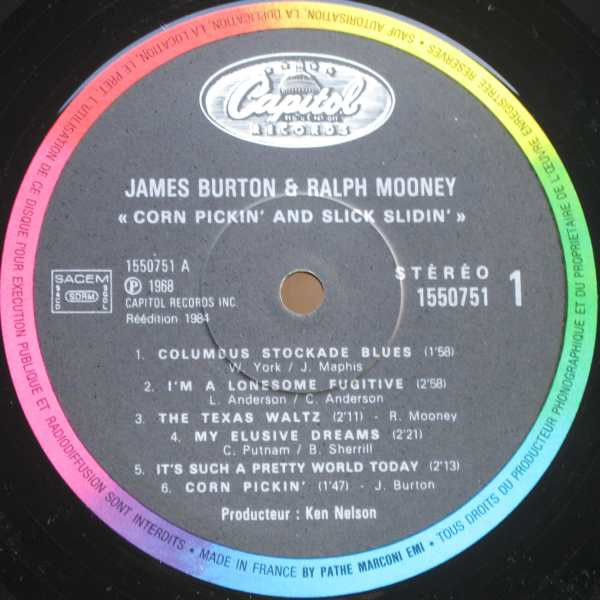 Capitol
RECORDS
JAMES BURTON & RALPH MOONEY
« CORN PICKIN' AND SLICK SLIDIN' »
1550751 A
Ⓟ 1968
CAPITOL RECORDS INC.
Réédition 1984
SACEM
SDRM
STÉRÉO
1550751
1
1. COLUMBUS STOCKADE BLUES (1'58)
W. York / J. Maphis
2. I'M A LONESOME FUGITIVE (2'58)
L. Anderson / C. Anderson
3. THE TEXAS WALTZ (2'11) - R. Mooney
4. MY ELUSIVE DREAMS (2'21)
C. Putnam / B. Sherrill
5. IT'S SUCH A PRETTY WORLD TODAY (2'13)
6. CORN PICKIN' (1'47) - J. Burton
Producteur : Ken Nelson
• MADE IN FRANCE BY PATHE MARCONI EMI • TOUS DROITS DU PRODUCTEUR PHONOGRAPHIQUE ET DU PROPRIETAIRE DE L'ŒUVRE ENREGISTREE RESERVES • SAUF AUTORISATION, LA DUPLICATION, LA LOCATION, LE PRET, L'UTILISATION DE CE DISQUE POUR EXECUTION PUBLIQUE ET RADIODIFFUSION SONT INTERDITS